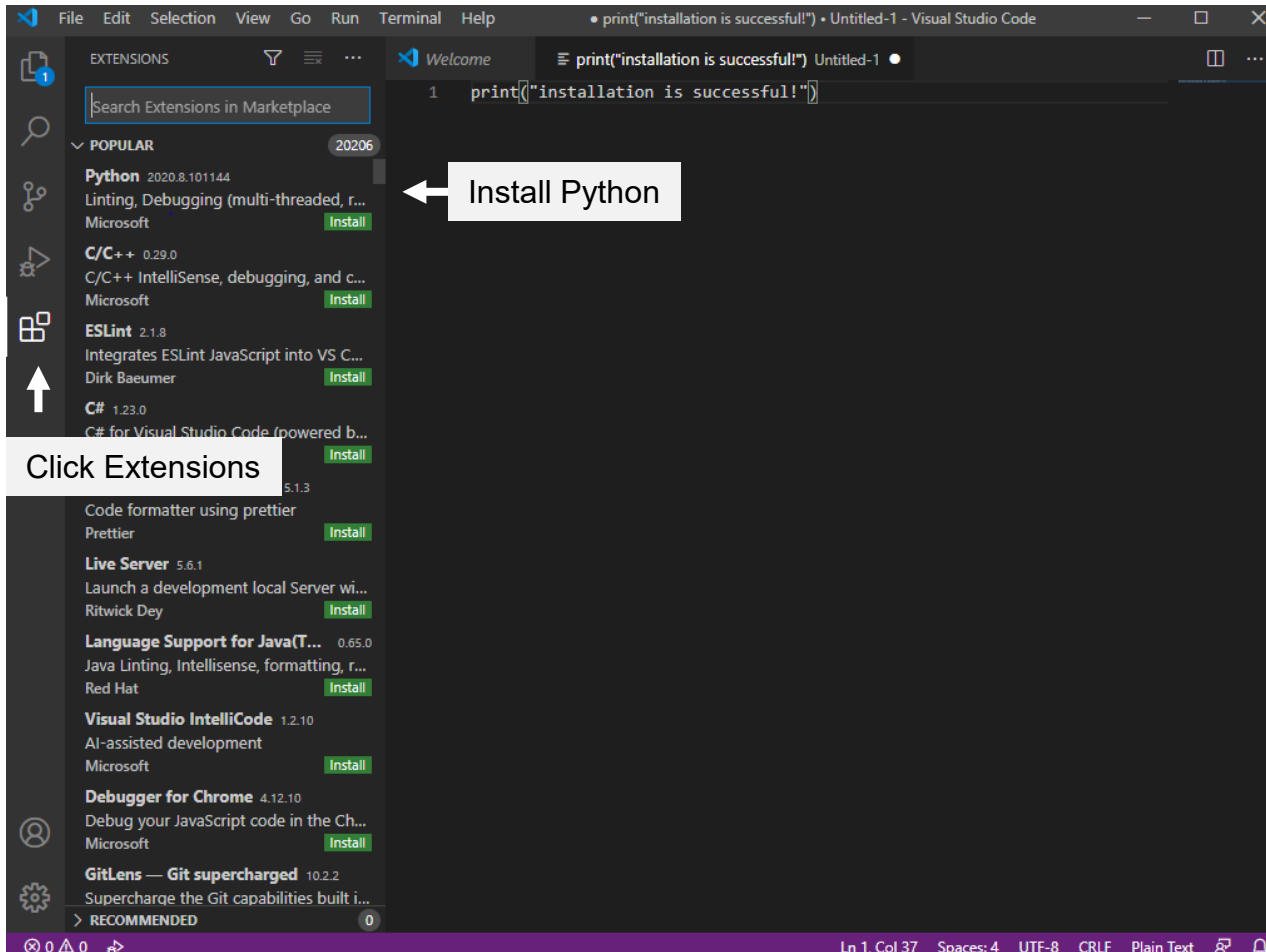 File Edit Selection View Go Run Terminal Help ● print("installation is successful!") • Untitled-1 - Visual Studio Code
EXTENSIONS
Welcome
print("installation is successful!") Untitled-1 ●
1
Search Extensions in Marketplace
1 print("installation is successful!")
POPULAR 20206
Python 2020.8.101144
Linting, Debugging (multi-threaded, r...
Microsoft Install
Install Python
C/C++ 0.29.0
C/C++ IntelliSense, debugging, and c...
Microsoft Install
ESLint 2.1.8
Integrates ESLint JavaScript into VS C...
Dirk Baeumer Install
C# 1.23.0
C# for Visual Studio Code (powered b...
Install
Click Extensions
5.1.3
Code formatter using prettier
Prettier Install
Live Server 5.6.1
Launch a development local Server wi...
Ritwick Dey Install
Language Support for Java(T... 0.65.0
Java Linting, Intellisense, formatting, r...
Red Hat Install
Visual Studio IntelliCode 1.2.10
AI-assisted development
Microsoft Install
Debugger for Chrome 4.12.10
Debug your JavaScript code in the Ch...
Microsoft Install
GitLens — Git supercharged 10.2.2
Supercharge the Git capabilities built i...
RECOMMENDED 0
0 0 Ln 1, Col 37 Spaces: 4 UTF-8 CRLF Plain Text